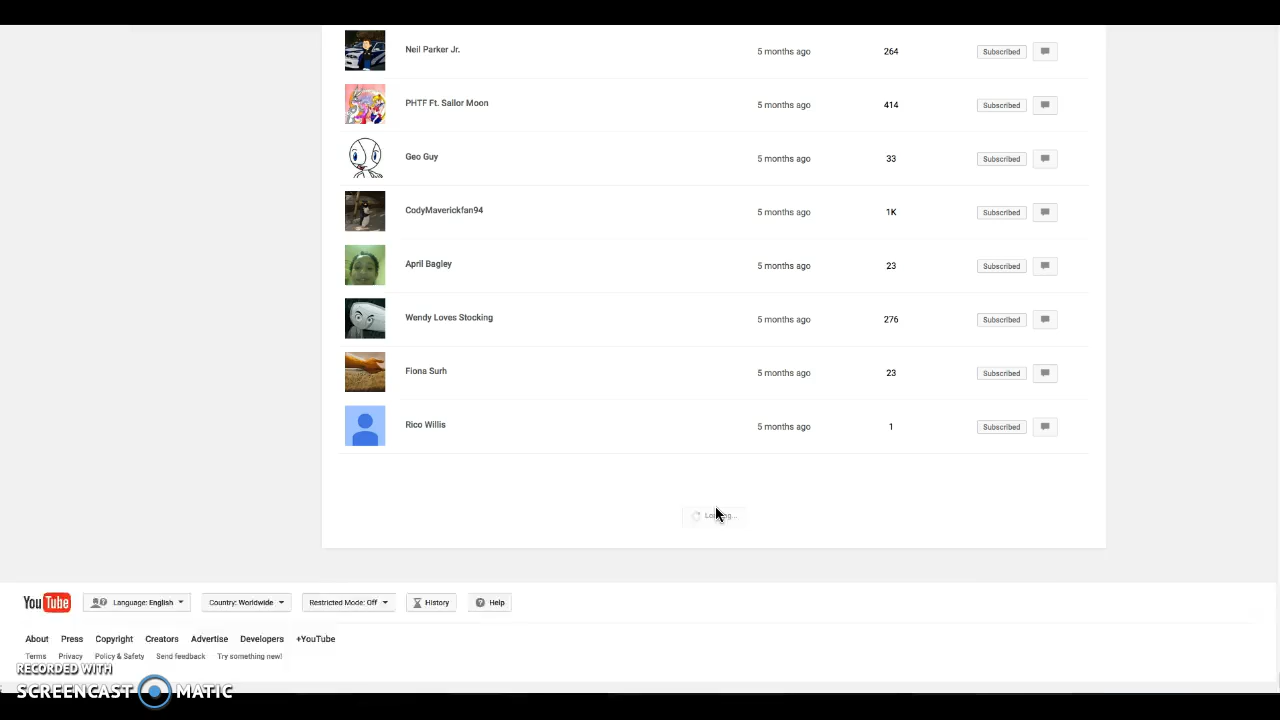 Neil Parker Jr. 5 months ago 264 Subscribed
PHTF Ft. Sailor Moon 5 months ago 414 Subscribed
Geo Guy 5 months ago 33 Subscribed
CodyMaverickfan94 5 months ago 1K Subscribed
April Bagley 5 months ago 23 Subscribed
Wendy Loves Stocking 5 months ago 276 Subscribed
Fiona Surh 5 months ago 23 Subscribed
Rico Willis 5 months ago 1 Subscribed
YouTube Language: English Country: Worldwide Restricted Mode: Off History Help
About Press Copyright Creators Advertise Developers +YouTube
Terms Privacy Policy & Safety Send feedback Try something new!
RECORDED WITH
SCREENCAST MATIC